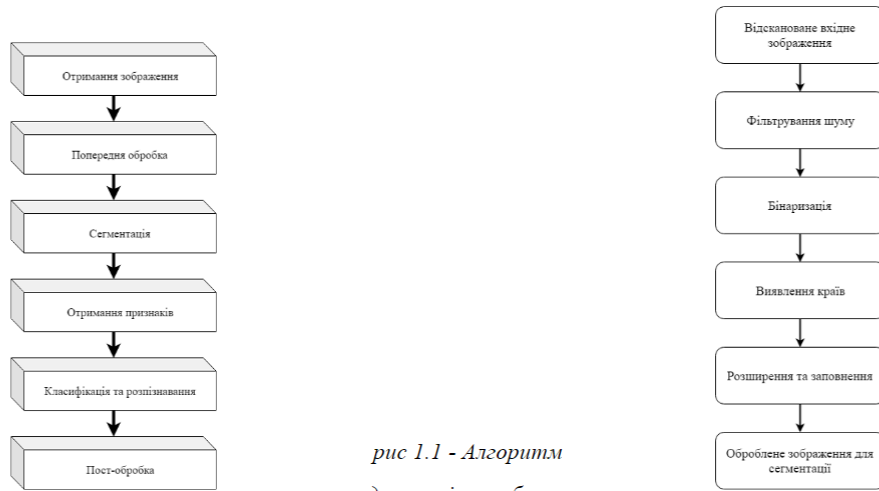 Отримання зображення
Попередня обробка
Сегментація
Отримання признаків
Класифікація та розпізнавання
Пост-обробка
рис 1.1 - Алгоритм
Відскановане вхідне
зображення
Фільтрування шуму
Бінаризація
Виявлення країв
Розширення та заповнення
Оброблене зображення для
сегментації